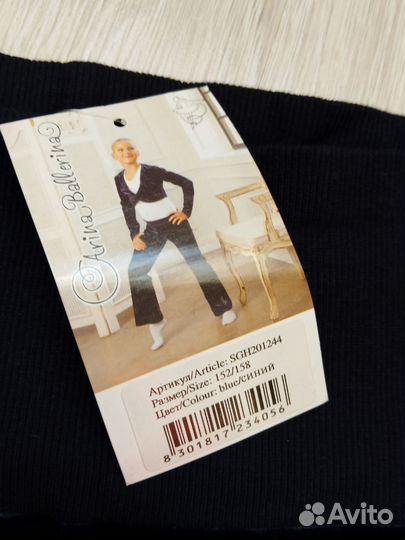 Arina Ballerina
Артикул/Article: SGH201244
Размер/Size: 152/158
Цвет/Colour: blue/синий
8 301817 234056
Avito